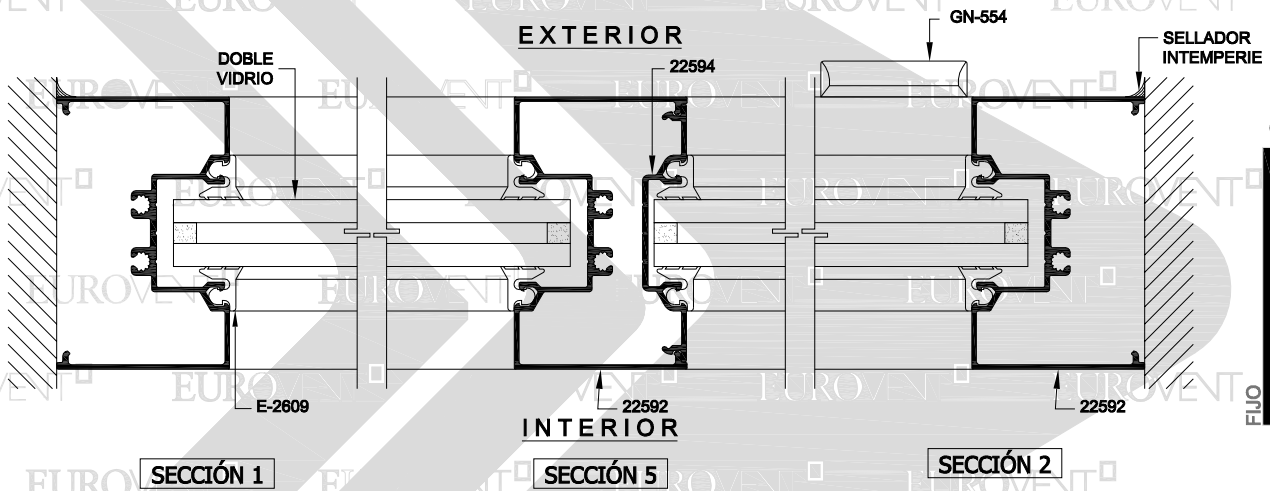 GN-554
EXTERIOR
SELLADOR
INTEMPERIE
DOBLE
VIDRIO
22594
E-2609
22592
22592
INTERIOR
FIJO
SECCIÓN 1
SECCIÓN 5
SECCIÓN 2
EUROVENT